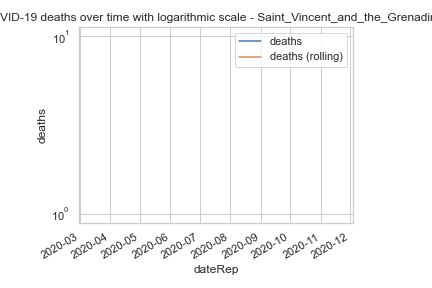 VID-19 deaths over time with logarithmic scale - Saint_Vincent_and_the_Grenadin
10^1
deaths
deaths (rolling)
deaths
10^0
2020-03
2020-04
2020-05
2020-06
2020-07
2020-08
2020-09
2020-10
2020-11
2020-12
dateRep